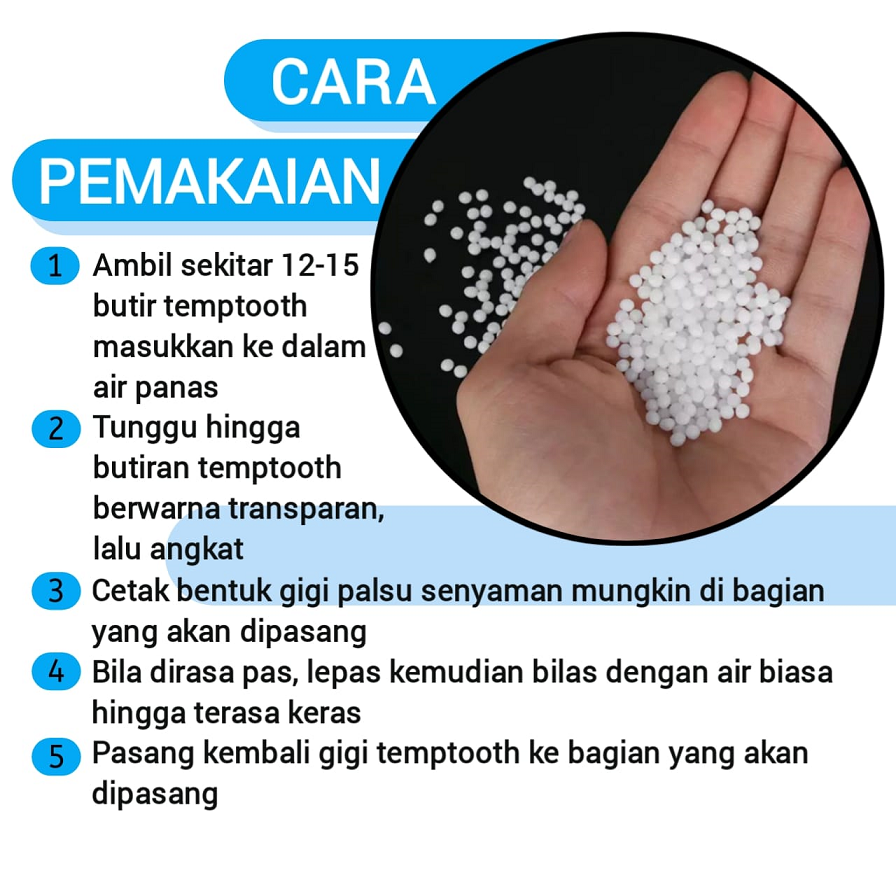 CARA
PEMAKAIAN
1 Ambil sekitar 12-15
butir temptooth
masukkan ke dalam
air panas
2 Tunggu hingga
butiran temptooth
berwarna transparan,
lalu angkat
3 Cetak bentuk gigi palsu senyaman mungkin di bagian
yang akan dipasang
4 Bila dirasa pas, lepas kemudian bilas dengan air biasa
hingga terasa keras
5 Pasang kembali gigi temptooth ke bagian yang akan
dipasang